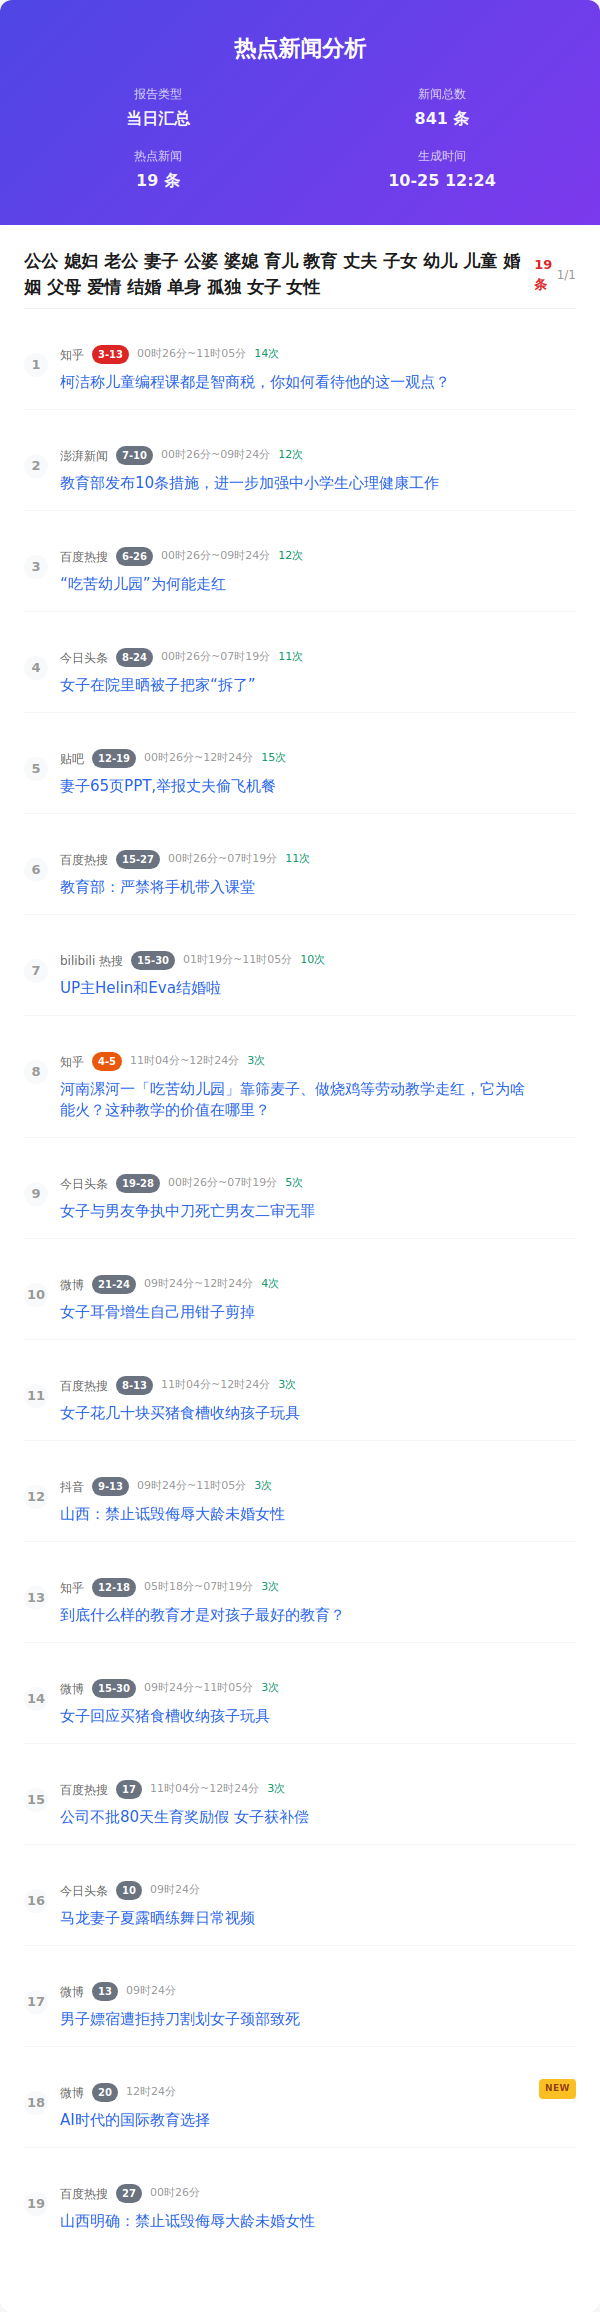 热点新闻分析
报告类型
新闻总数
当日汇总
841 条
热点新闻
生成时间
19 条
10-25 12:24
公公 媳妇 老公 妻子 公婆 婆媳 育儿 教育 丈夫 子女 幼儿 儿童 婚
姻 父母 爱情 结婚 单身 孤独 女子 女性
19
条
1/1
1
知乎 3-13 00时26分~11时05分 14次
柯洁称儿童编程课都是智商税，你如何看待他的这一观点？
2
澎湃新闻 7-10 00时26分~09时24分 12次
教育部发布10条措施，进一步加强中小学生心理健康工作
3
百度热搜 6-26 00时26分~09时24分 12次
“吃苦幼儿园”为何能走红
4
今日头条 8-24 00时26分~07时19分 11次
女子在院里晒被子把家“拆了”
5
贴吧 12-19 00时26分~12时24分 15次
妻子65页PPT,举报丈夫偷飞机餐
6
百度热搜 15-27 00时26分~07时19分 11次
教育部：严禁将手机带入课堂
7
bilibili 热搜 15-30 01时19分~11时05分 10次
UP主Helin和Eva结婚啦
8
知乎 4-5 11时04分~12时24分 3次
河南漯河一「吃苦幼儿园」靠筛麦子、做烧鸡等劳动教学走红，它为啥
能火？这种教学的价值在哪里？
9
今日头条 19-28 00时26分~07时19分 5次
女子与男友争执中刀死亡男友二审无罪
10
微博 21-24 09时24分~12时24分 4次
女子耳骨增生自己用钳子剪掉
11
百度热搜 8-13 11时04分~12时24分 3次
女子花几十块买猪食槽收纳孩子玩具
12
抖音 9-13 09时24分~11时05分 3次
山西：禁止诋毁侮辱大龄未婚女性
13
知乎 12-18 05时18分~07时19分 3次
到底什么样的教育才是对孩子最好的教育？
14
微博 15-30 09时24分~11时05分 3次
女子回应买猪食槽收纳孩子玩具
15
百度热搜 17 11时04分~12时24分 3次
公司不批80天生育奖励假 女子获补偿
16
今日头条 10 09时24分
马龙妻子夏露晒练舞日常视频
17
微博 13 09时24分
男子嫖宿遭拒持刀割划女子颈部致死
18
微博 20 12时24分
NEW
AI时代的国际教育选择
19
百度热搜 27 00时26分
山西明确：禁止诋毁侮辱大龄未婚女性